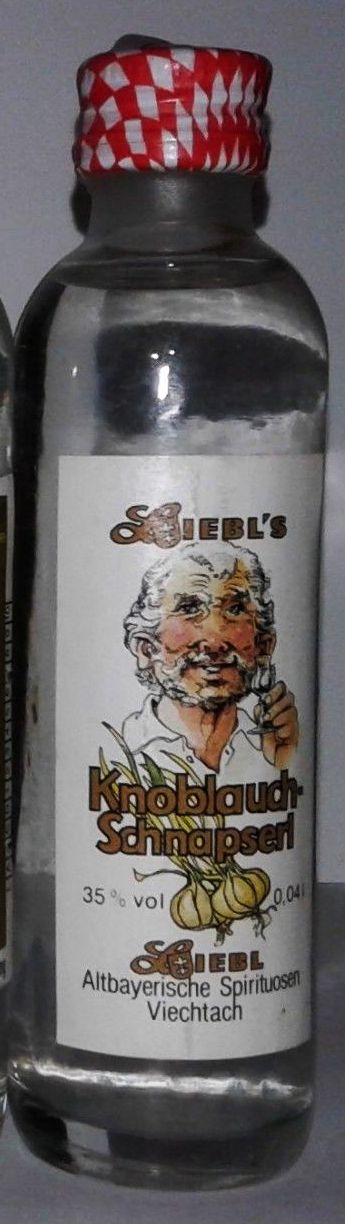 LIEBL'S
Knoblauch-
Schnapserl
35% vol 0,04 l
LIEBL
Altbayerische Spirituosen
Viechtach